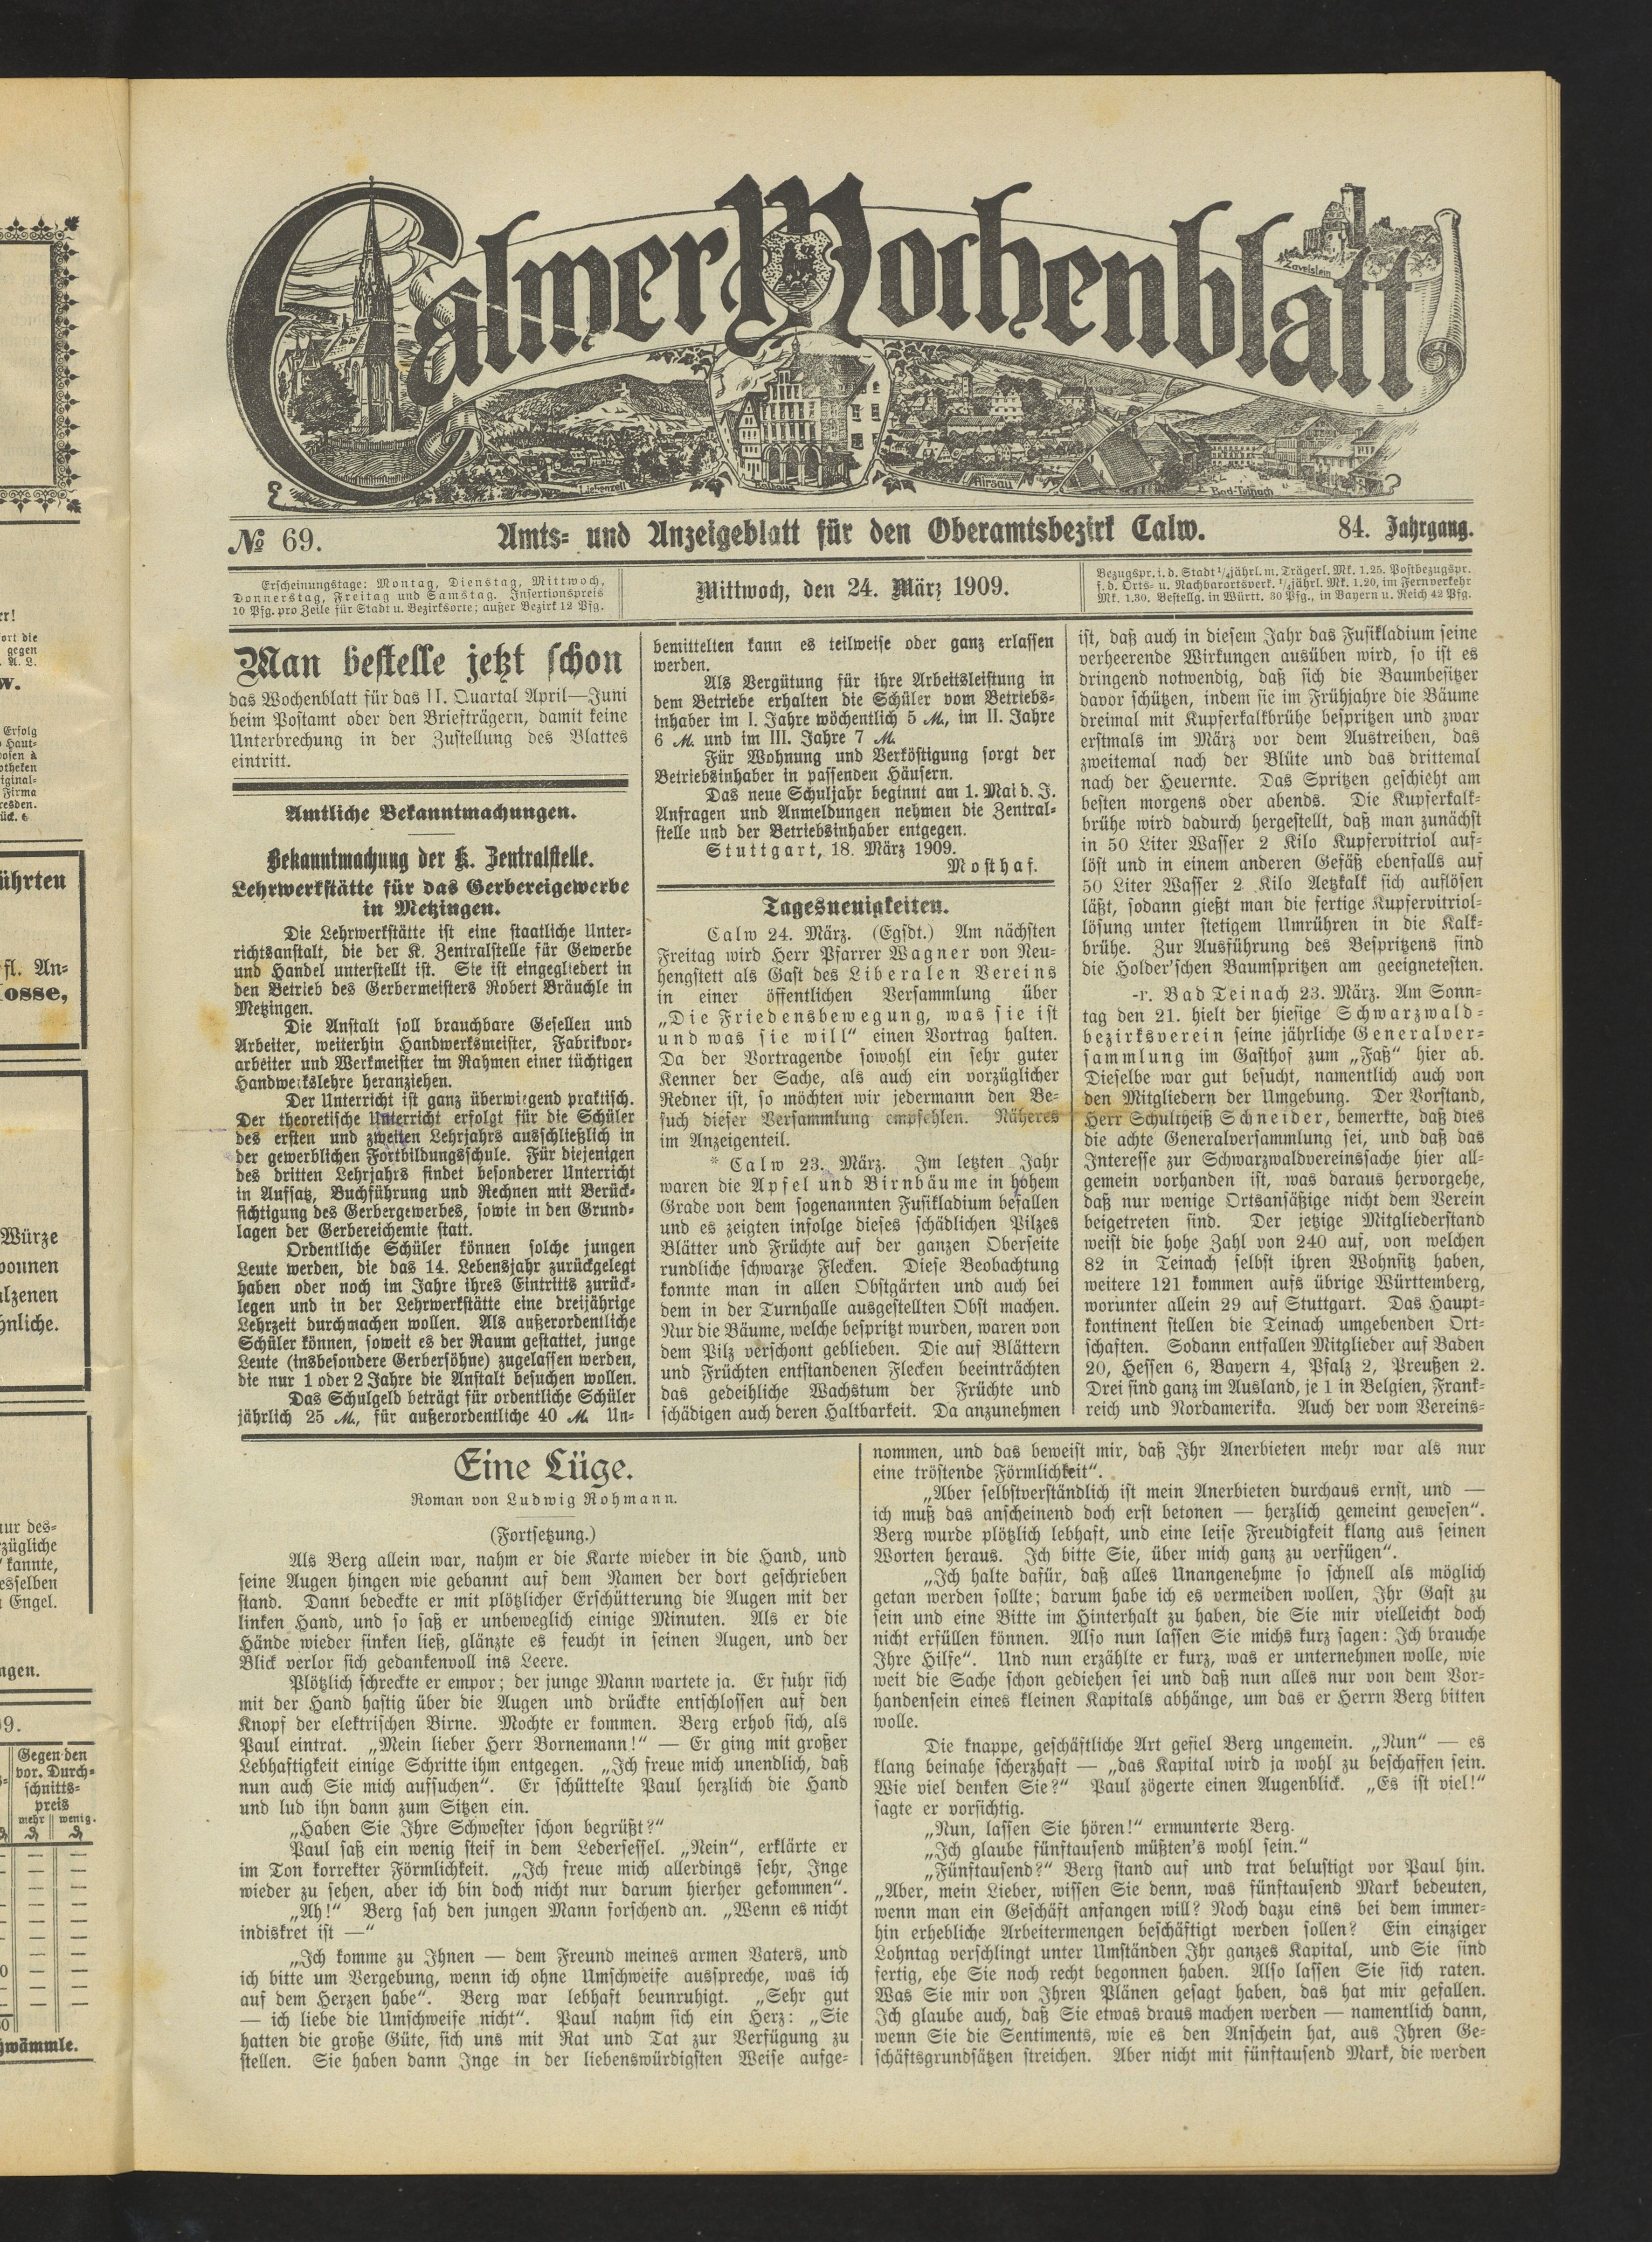 Calwer Wochenblatt
Zavelstein
Liebenzell
Rathaus
Hirsau
Bad-Teinach
№ 69.
Amts- und Anzeigeblatt für den Oberamtsbezirk Calw.
84. Jahrgang.
Erscheinungstage: Montag, Dienstag, Mittwoch,
Donnerstag, Freitag und Samstag. Insertionspreis
10 Pfg. pro Zeile für Stadt u. Bezirksorte; außer Bezirk 12 Pfg.
Mittwoch, den 24. März 1909.
Bezugspr. i. d. Stadt ¼jährl. m. Trägerl. Mk. 1.25. Postbezugspr.
f. d. Orts- u. Nachbarortsverk. ¼jährl. Mk. 1.20, im Fernverkehr
Mk. 1.30. Bestellg. in Württ. 30 Pfg., in Bayern u. Reich 42 Pfg.
Man bestelle jetzt schon
das Wochenblatt für das II. Quartal April—Juni
beim Postamt oder den Briefträgern, damit keine
Unterbrechung in der Zustellung des Blattes
eintritt.
Amtliche Bekanntmachungen.
Bekanntmachung der K. Zentralstelle.
Lehrwerkstätte für das Gerbereigewerbe
in Metzingen.
Die Lehrwerkstätte ist eine staatliche Unter-
richtsanstalt, die der K. Zentralstelle für Gewerbe
und Handel unterstellt ist. Sie ist eingegliedert in
den Betrieb des Gerbermeisters Robert Bräuchle in
Metzingen.
Die Anstalt soll brauchbare Gesellen und
Arbeiter, weiterhin Handwerksmeister, Fabrikvor-
arbeiter und Werkmeister im Rahmen einer tüchtigen
Handwerkslehre heranziehen.
Der Unterricht ist ganz überwiegend praktisch.
Der theoretische Unterricht erfolgt für die Schüler
des ersten und zweiten Lehrjahrs ausschließlich in
der gewerblichen Fortbildungsschule. Für diejenigen
des dritten Lehrjahrs findet besonderer Unterricht
in Aufsatz, Buchführung und Rechnen mit Berück-
sichtigung des Gerbergewerbes, sowie in den Grund-
lagen der Gerbereichemie statt.
Ordentliche Schüler können solche jungen
Leute werden, die das 14. Lebensjahr zurückgelegt
haben oder noch im Jahre ihres Eintritts zurück-
legen und in der Lehrwerkstätte eine dreijährige
Lehrzeit durchmachen wollen. Als außerordentliche
Schüler können, soweit es der Raum gestattet, junge
Leute (insbesondere Gerbersöhne) zugelassen werden,
die nur 1 oder 2 Jahre die Anstalt besuchen wollen.
Das Schulgeld beträgt für ordentliche Schüler
jährlich 25 M., für außerordentliche 40 M. Un-
bemittelten kann es teilweise oder ganz erlassen
werden.
Als Vergütung für ihre Arbeitsleistung in
dem Betriebe erhalten die Schüler vom Betriebs-
inhaber im I. Jahre wöchentlich 5 M., im II. Jahre
6 M. und im III. Jahre 7 M.
Für Wohnung und Verköstigung sorgt der
Betriebsinhaber in passenden Häusern.
Das neue Schuljahr beginnt am 1. Mai d. J.
Anfragen und Anmeldungen nehmen die Zentral-
stelle und der Betriebsinhaber entgegen.
Stuttgart, 18. März 1909.
Mosthaf.
Tagesneuigkeiten.
Calw 24. März. (Egsdt.) Am nächsten
Freitag wird Herr Pfarrer Wagner von Neu-
hengstett als Gast des Liberalen Vereins
in einer öffentlichen Versammlung über
„Die Friedensbewegung, was sie ist
und was sie will“ einen Vortrag halten.
Da der Vortragende sowohl ein sehr guter
Kenner der Sache, als auch ein vorzüglicher
Redner ist, so möchten wir jedermann den Be-
such dieser Versammlung empfehlen. Näheres
im Anzeigenteil.
* Calw 23. März. Im letzten Jahr
waren die Apfel und Birnbäume in hohem
Grade von dem sogenannten Fusikladium befallen
und es zeigten infolge dieses schädlichen Pilzes
Blätter und Früchte auf der ganzen Oberseite
rundliche schwarze Flecken. Diese Beobachtung
konnte man in allen Obstgärten und auch bei
dem in der Turnhalle ausgestellten Obst machen.
Nur die Bäume, welche bespritzt wurden, waren von
dem Pilz verschont geblieben. Die auf Blättern
und Früchten entstandenen Flecken beeinträchten
das gedeihliche Wachstum der Früchte und
schädigen auch deren Haltbarkeit. Da anzunehmen
ist, daß auch in diesem Jahr das Fusikladium seine
verheerende Wirkungen ausüben wird, so ist es
dringend notwendig, daß sich die Baumbesitzer
davor schützen, indem sie im Frühjahre die Bäume
dreimal mit Kupferkalkbrühe bespritzen und zwar
erstmals im März vor dem Austreiben, das
zweitemal nach der Blüte und das drittemal
nach der Heuernte. Das Spritzen geschieht am
besten morgens oder abends. Die Kupferkalk-
brühe wird dadurch hergestellt, daß man zunächst
in 50 Liter Wasser 2 Kilo Kupfervitriol auf-
löst und in einem anderen Gefäß ebenfalls auf
50 Liter Wasser 2 Kilo Aetzkalk sich auflösen
läßt, sodann gießt man die fertige Kupfervitriol-
lösung unter stetigem Umrühren in die Kalk-
brühe. Zur Ausführung des Bespritzens sind
die Holder'schen Baumspritzen am geeignetesten.
-r. Bad Teinach 23. März. Am Sonn-
tag den 21. hielt der hiesige Schwarzwald-
bezirksverein seine jährliche Generalver-
sammlung im Gasthof zum „Faß“ hier ab.
Dieselbe war gut besucht, namentlich auch von
den Mitgliedern der Umgebung. Der Vorstand,
Herr Schultheiß Schneider, bemerkte, daß dies
die achte Generalversammlung sei, und daß das
Interesse zur Schwarzwaldvereinssache hier all-
gemein vorhanden ist, was daraus hervorgehe,
daß nur wenige Ortsansäßige nicht dem Verein
beigetreten sind. Der jetzige Mitgliederstand
weist die hohe Zahl von 240 auf, von welchen
82 in Teinach selbst ihren Wohnsitz haben,
weitere 121 kommen aufs übrige Württemberg,
worunter allein 29 auf Stuttgart. Das Haupt-
kontinent stellen die Teinach umgebenden Ort-
schaften. Sodann entfallen Mitglieder auf Baden
20, Hessen 6, Bayern 4, Pfalz 2, Preußen 2.
Drei sind ganz im Ausland, je 1 in Belgien, Frank-
reich und Nordamerika. Auch der vom Vereins-
Eine Lüge.
Roman von Ludwig Rohmann.
(Fortsetzung.)
Als Berg allein war, nahm er die Karte wieder in die Hand, und
seine Augen hingen wie gebannt auf dem Namen der dort geschrieben
stand. Dann bedeckte er mit plötzlicher Erschütterung die Augen mit der
linken Hand, und so saß er unbeweglich einige Minuten. Als er die
Hände wieder sinken ließ, glänzte es feucht in seinen Augen, und der
Blick verlor sich gedankenvoll ins Leere.
Plötzlich schreckte er empor; der junge Mann wartete ja. Er fuhr sich
mit der Hand hastig über die Augen und drückte entschlossen auf den
Knopf der elektrischen Birne. Mochte er kommen. Berg erhob sich, als
Paul eintrat. „Mein lieber Herr Bornemann!“ — Er ging mit großer
Lebhaftigkeit einige Schritte ihm entgegen. „Ich freue mich unendlich, daß
nun auch Sie mich aufsuchen“. Er schüttelte Paul herzlich die Hand
und lud ihn dann zum Sitzen ein.
„Haben Sie Ihre Schwester schon begrüßt?“
Paul saß ein wenig steif in dem Ledersessel. „Nein“, erklärte er
im Ton korrekter Förmlichkeit. „Ich freue mich allerdings sehr, Inge
wieder zu sehen, aber ich bin doch nicht nur darum hierher gekommen“.
„Ah!“ Berg sah den jungen Mann forschend an. „Wenn es nicht
indiskret ist —“
„Ich komme zu Ihnen — dem Freund meines armen Vaters, und
ich bitte um Vergebung, wenn ich ohne Umschweife ausspreche, was ich
auf dem Herzen habe“. Berg war lebhaft beunruhigt. „Sehr gut
— ich liebe die Umschweife nicht“. Paul nahm sich ein Herz: „Sie
hatten die große Güte, sich uns mit Rat und Tat zur Verfügung zu
stellen. Sie haben dann Inge in der liebenswürdigsten Weise aufge-
nommen, und das beweist mir, daß Ihr Anerbieten mehr war als nur
eine tröstende Förmlichkeit“.
„Aber selbstverständlich ist mein Anerbieten durchaus ernst, und —
ich muß das anscheinend doch erst betonen — herzlich gemeint gewesen“.
Berg wurde plötzlich lebhaft, und eine leise Freudigkeit klang aus seinen
Worten heraus. Ich bitte Sie, über mich ganz zu verfügen“.
„Ich halte dafür, daß alles Unangenehme so schnell als möglich
getan werden sollte; darum habe ich es vermeiden wollen, Ihr Gast zu
sein und eine Bitte im Hinterhalt zu haben, die Sie mir vielleicht doch
nicht erfüllen können. Also nun lassen Sie michs kurz sagen: Ich brauche
Ihre Hilfe“. Und nun erzählte er kurz, was er unternehmen wolle, wie
weit die Sache schon gediehen sei und daß nun alles nur von dem Vor-
handensein eines kleinen Kapitals abhänge, um das er Herrn Berg bitten
wolle.
Die knappe, geschäftliche Art gefiel Berg ungemein. „Nun“ — es
klang beinahe scherzhaft — „das Kapital wird ja wohl zu beschaffen sein.
Wie viel denken Sie?“ Paul zögerte einen Augenblick. „Es ist viel!“
sagte er vorsichtig.
„Nun, lassen Sie hören!“ ermunterte Berg.
„Ich glaube fünftausend müßten's wohl sein.“
„Fünftausend?“ Berg stand auf und trat belustigt vor Paul hin.
„Aber, mein Lieber, wissen Sie denn, was fünftausend Mark bedeuten,
wenn man ein Geschäft anfangen will? Noch dazu eins bei dem immer-
hin erhebliche Arbeitermengen beschäftigt werden sollen? Ein einziger
Lohntag verschlingt unter Umständen Ihr ganzes Kapital, und Sie sind
fertig, ehe Sie noch recht begonnen haben. Also lassen Sie sich raten.
Was Sie mir von Ihren Plänen gesagt haben, das hat mir gefallen.
Ich glaube auch, daß Sie etwas draus machen werden — namentlich dann,
wenn Sie die Sentiments, wie es den Anschein hat, aus Ihren Ge-
schäftsgrundsätzen streichen. Aber nicht mit fünftausend Mark, die werden